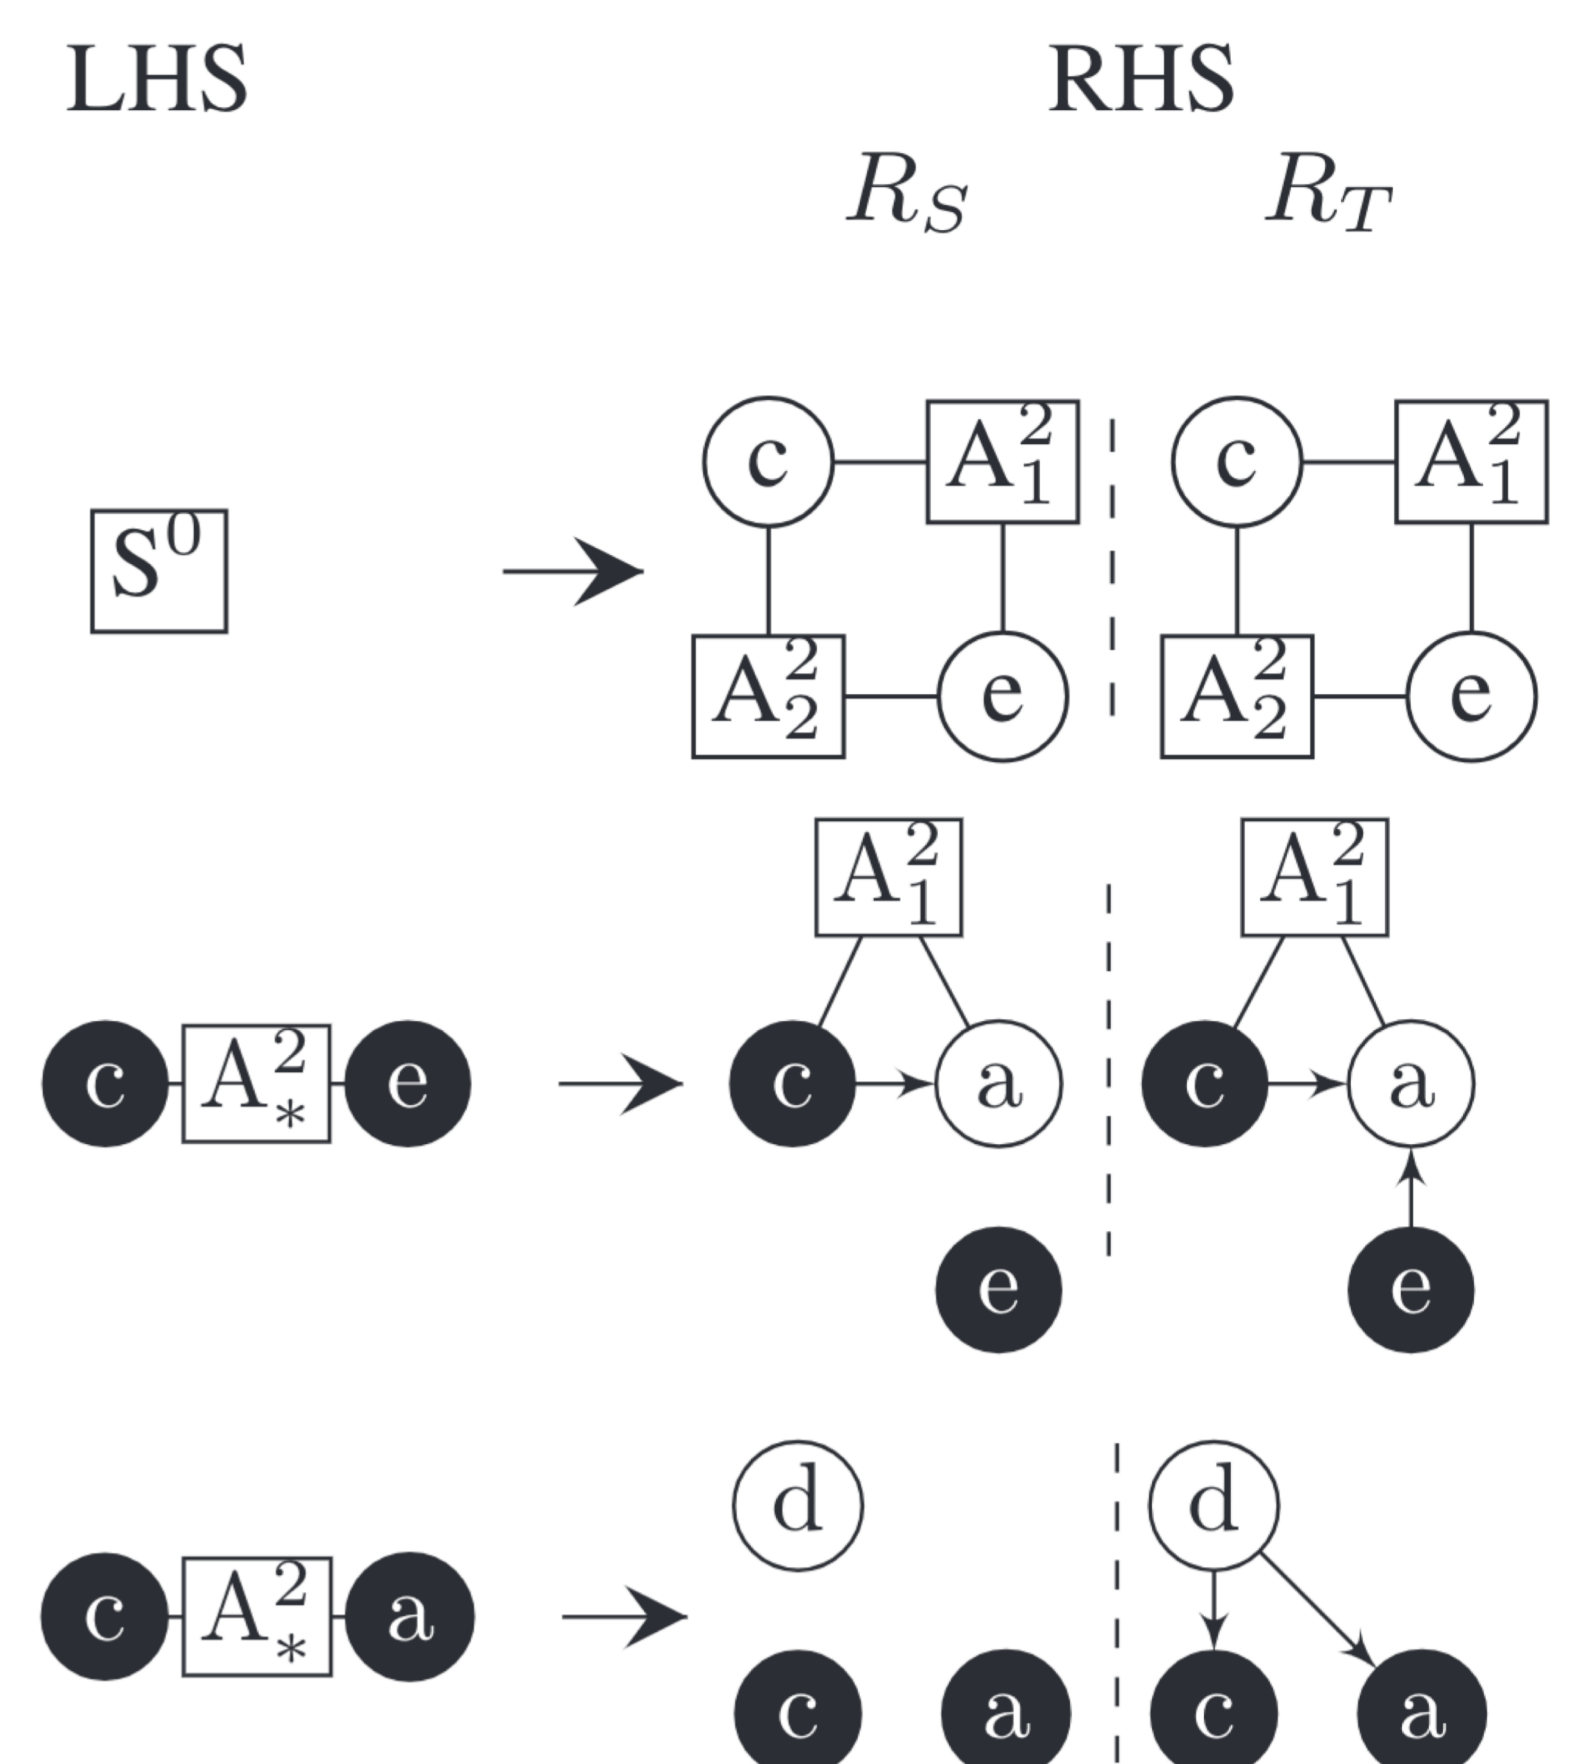 LHS RHS
R_S R_T
c A^2_1 c A^2_1
S^0
A^2_2 e A^2_2 e
A^2_1 A^2_1
c A^2_* e c a c a
e e
d d
c A^2_* a
c a c a